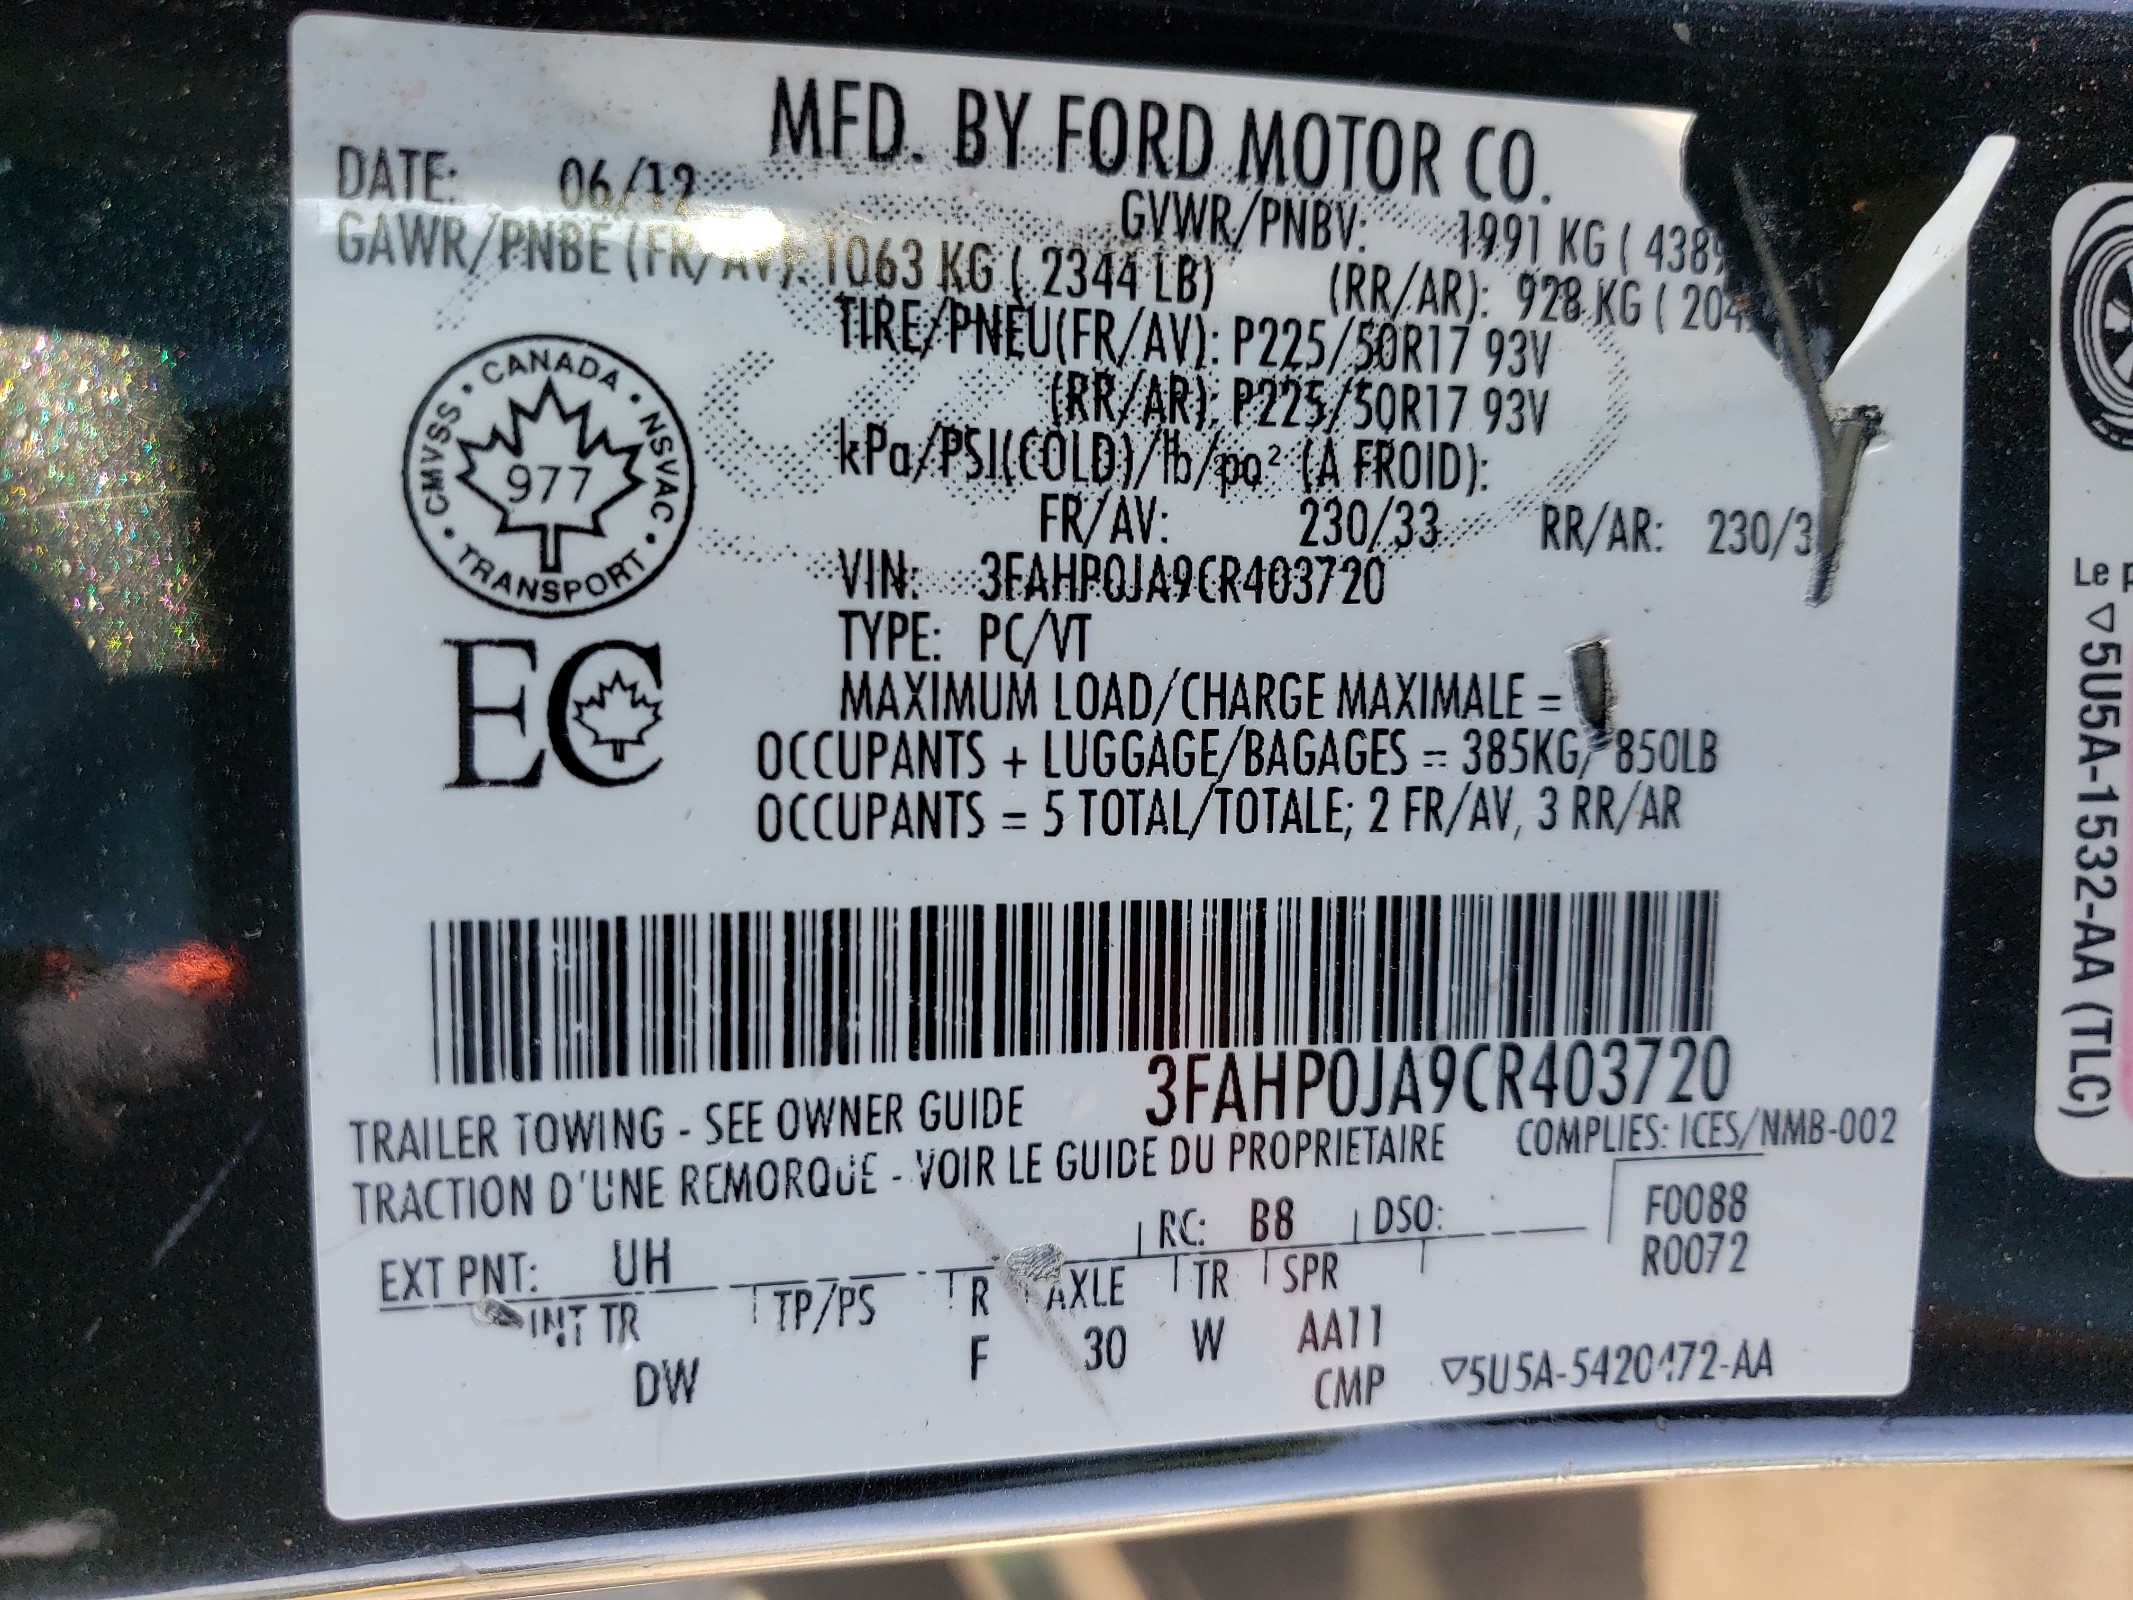 MFD. BY FORD MOTOR CO.
DATE: 06/12 GVWR/PNBV: 1991 KG ( 4389
GAWR/PNBE (FR/AV): 1063 KG ( 2344 LB) (RR/AR): 928 KG ( 204
TIRE/PNEU(FR/AV): P225/50R17 93V
(RR/AR): P225/50R17 93V
kPa/PSI(COLD)/lb/po² (A FROID):
FR/AV: 230/33 RR/AR: 230/3
VIN: 3FAHP0JA9CR403720
TYPE: PC/VT
MAXIMUM LOAD/CHARGE MAXIMALE =
OCCUPANTS + LUGGAGE/BAGAGES = 385KG/ 850LB
OCCUPANTS = 5 TOTAL/TOTALE; 2 FR/AV, 3 RR/AR
CANADA · NSVAC · TRANSPORT · CMVSS ·
977
EC
3FAHP0JA9CR403720
TRAILER TOWING - SEE OWNER GUIDE
TRACTION D'UNE REMORQUE - VOIR LE GUIDE DU PROPRIETAIRE
COMPLIES: ICES/NMB-002
EXT PNT: UH RC: B8 DSO:
F0088
R0072
INT TR TP/PS R AXLE TR SPR
DW F 30 W AA11
CMP ▽5U5A-5420472-AA
Le
▽5U5A-1532-AA (TLC)